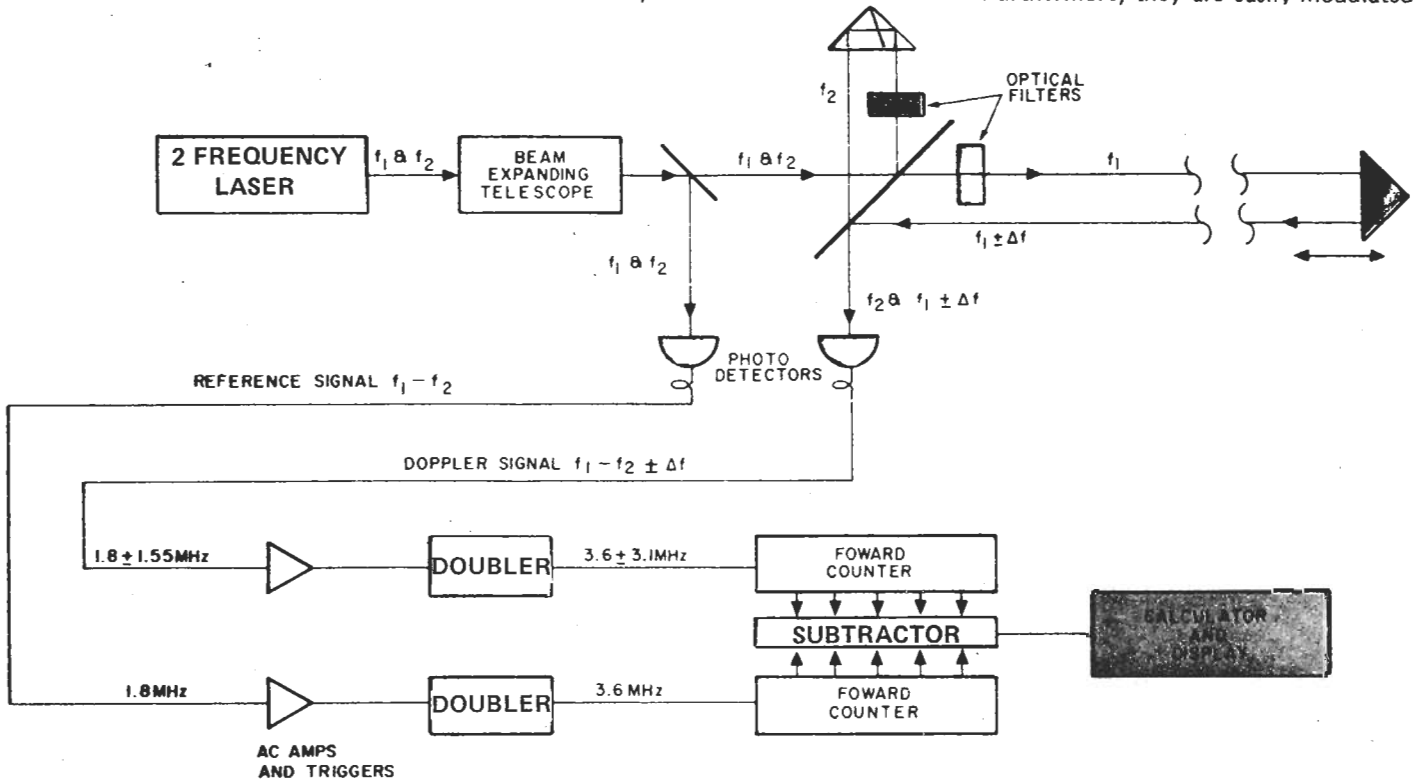 Furthermore, they are easily modulated
OPTICAL
FILTERS
f₂
2 FREQUENCY
LASER
f₁ & f₂
BEAM
EXPANDING
TELESCOPE
f₁ & f₂
f₁
f₁ ± Δf
f₁ & f₂
f₂ & f₁ ± Δf
PHOTO
DETECTORS
REFERENCE SIGNAL f₁ - f₂
DOPPLER SIGNAL f₁ - f₂ ± Δf
1.8 ± 1.55 MHz
DOUBLER
3.6 ± 3.1MHz
FOWARD
COUNTER
SUBTRACTOR
CALCULATOR
AND
DISPLAY
1.8MHz
DOUBLER
3.6 MHz
FOWARD
COUNTER
AC AMPS
AND TRIGGERS